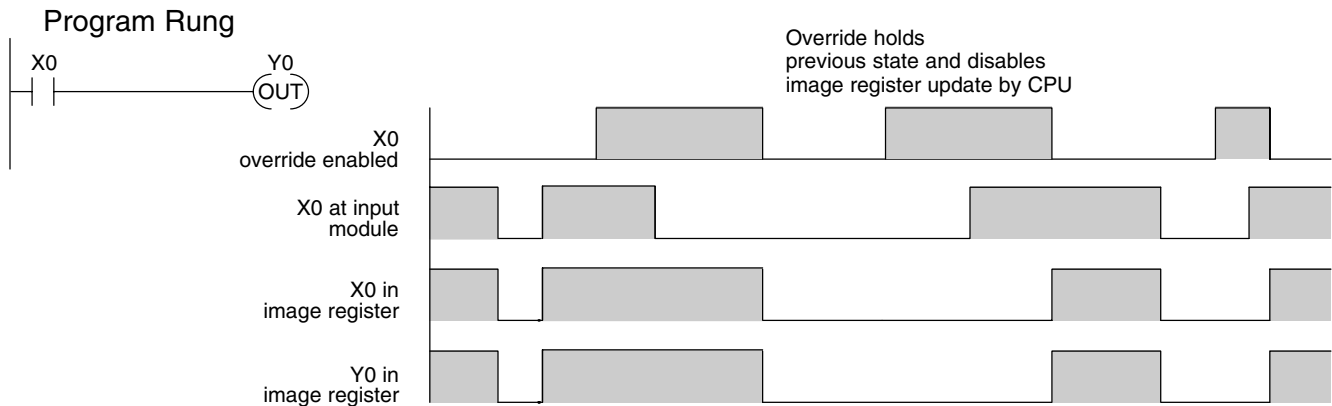 Program Rung
X0
Y0
OUT
Override holds
previous state and disables
image register update by CPU
X0
override enabled
X0 at input
module
X0 in
image register
Y0 in
image register